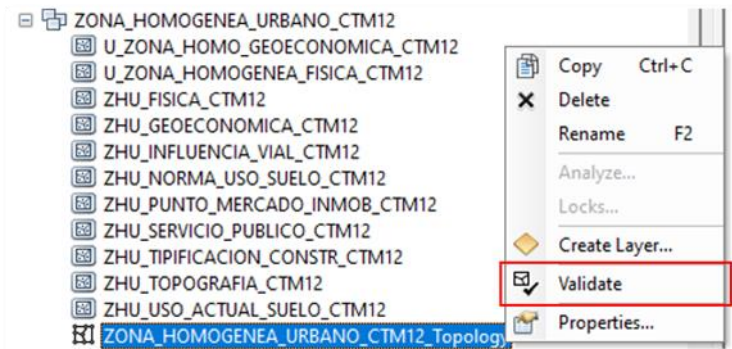 ZONA_HOMOGENEA_URBANO_CTM12
U_ZONA_HOMO_GEOECONOMICA_CTM12
U_ZONA_HOMOGENEA_FISICA_CTM12
ZHU_FISICA_CTM12
ZHU_GEOECONOMICA_CTM12
ZHU_INFLUENCIA_VIAL_CTM12
ZHU_NORMA_USO_SUELO_CTM12
ZHU_PUNTO_MERCADO_INMOB_CTM12
ZHU_SERVICIO_PUBLICO_CTM12
ZHU_TIPIFICACION_CONSTR_CTM12
ZHU_TOPOGRAFIA_CTM12
ZHU_USO_ACTUAL_SUELO_CTM12
ZONA_HOMOGENEA_URBANO_CTM12_Topology
Copy Ctrl+C
Delete
Rename F2
Analyze...
Locks...
Create Layer...
Validate
Properties...